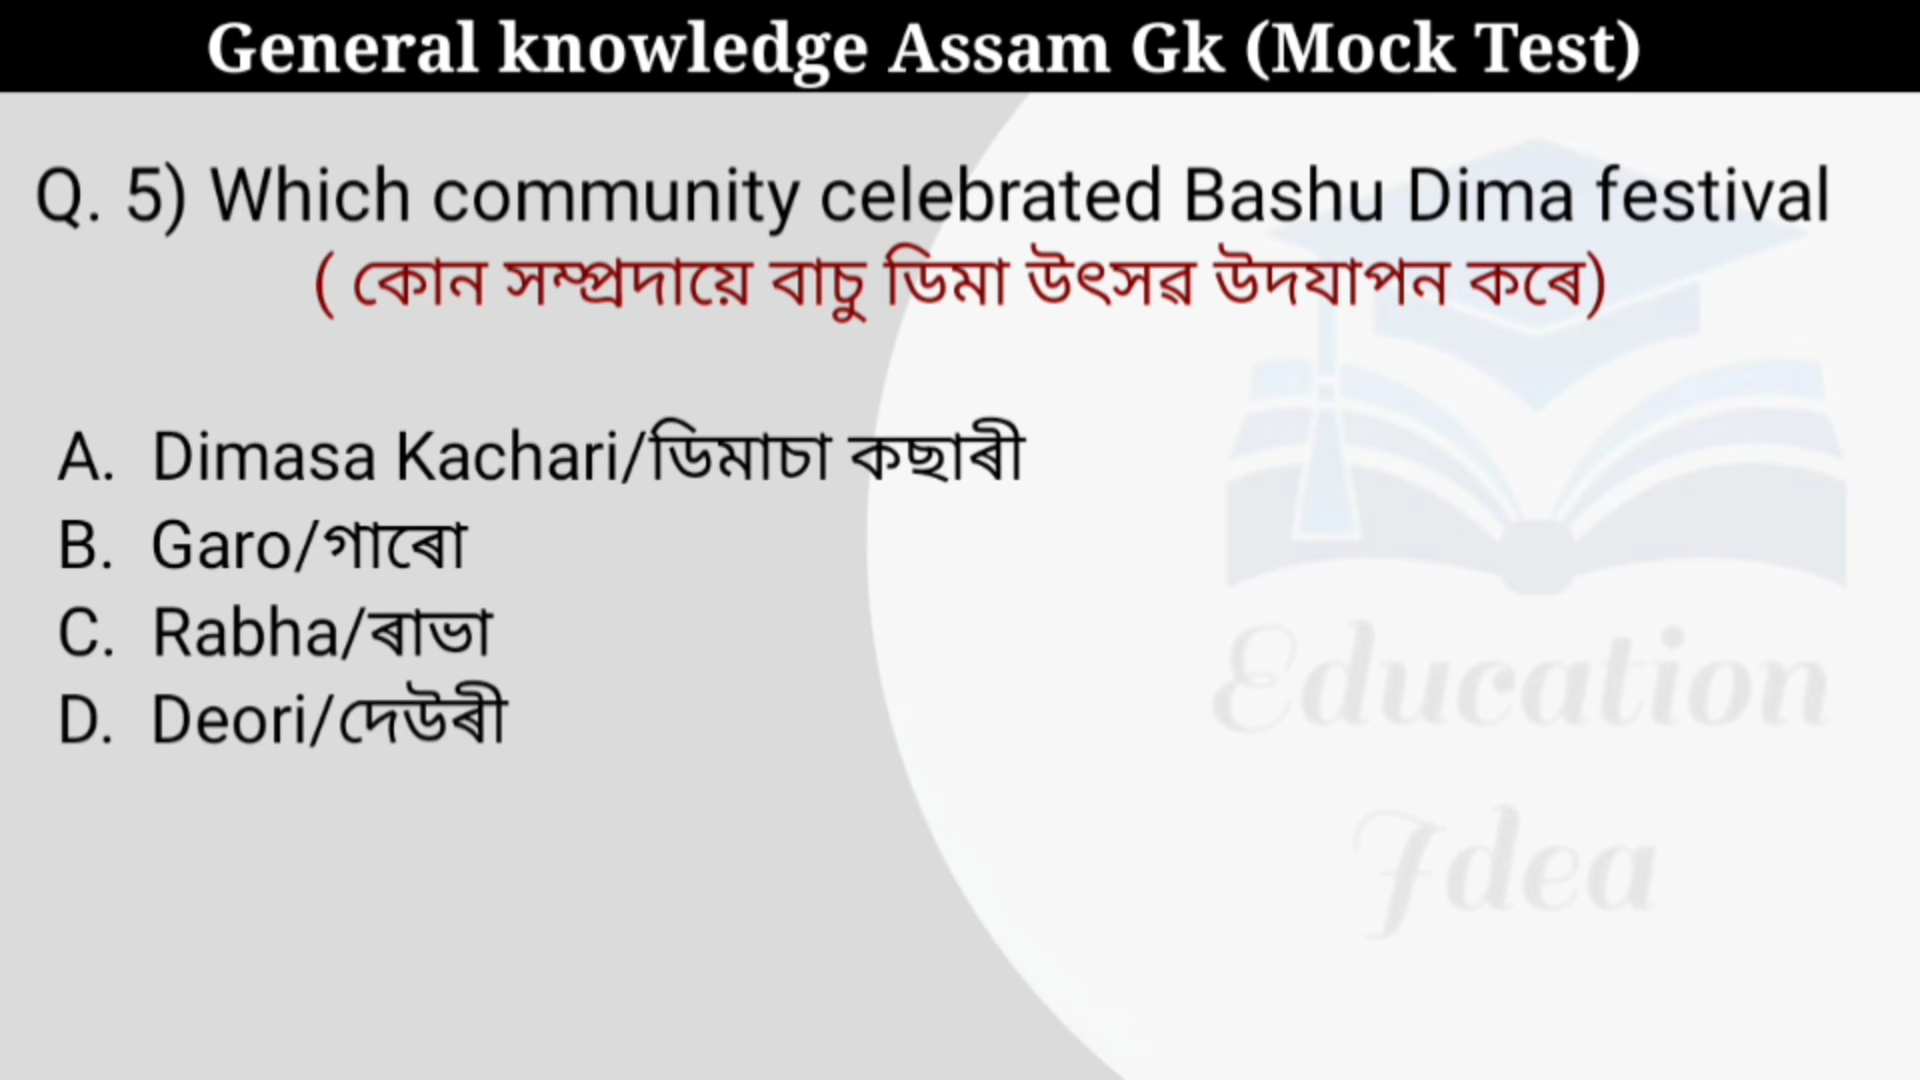 General knowledge Assam Gk (Mock Test)
Q. 5) Which community celebrated Bashu Dima festival
( কোন সম্প্ৰদায়ে বাচু ডিমা উৎসৱ উদযাপন কৰে)
A. Dimasa Kachari/ডিমাচা কছাৰী
B. Garo/গাৰো
C. Rabha/ৰাভা
D. Deori/দেউৰী
Education
Idea